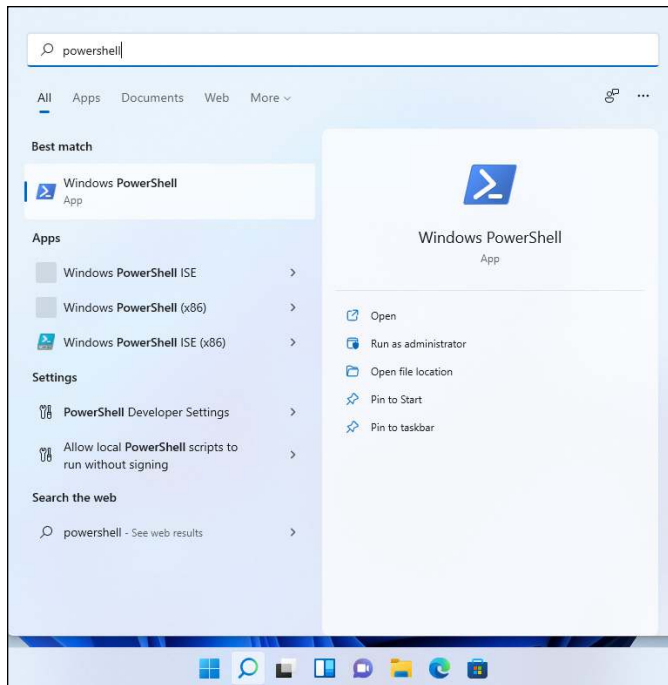 powershell
All Apps Documents Web More
Best match
Windows PowerShell
App
Apps
Windows PowerShell ISE
Windows PowerShell (x86)
Windows PowerShell ISE (x86)
Settings
PowerShell Developer Settings
Allow local PowerShell scripts to
run without signing
Search the web
powershell - See web results
Windows PowerShell
App
Open
Run as administrator
Open file location
Pin to Start
Pin to taskbar